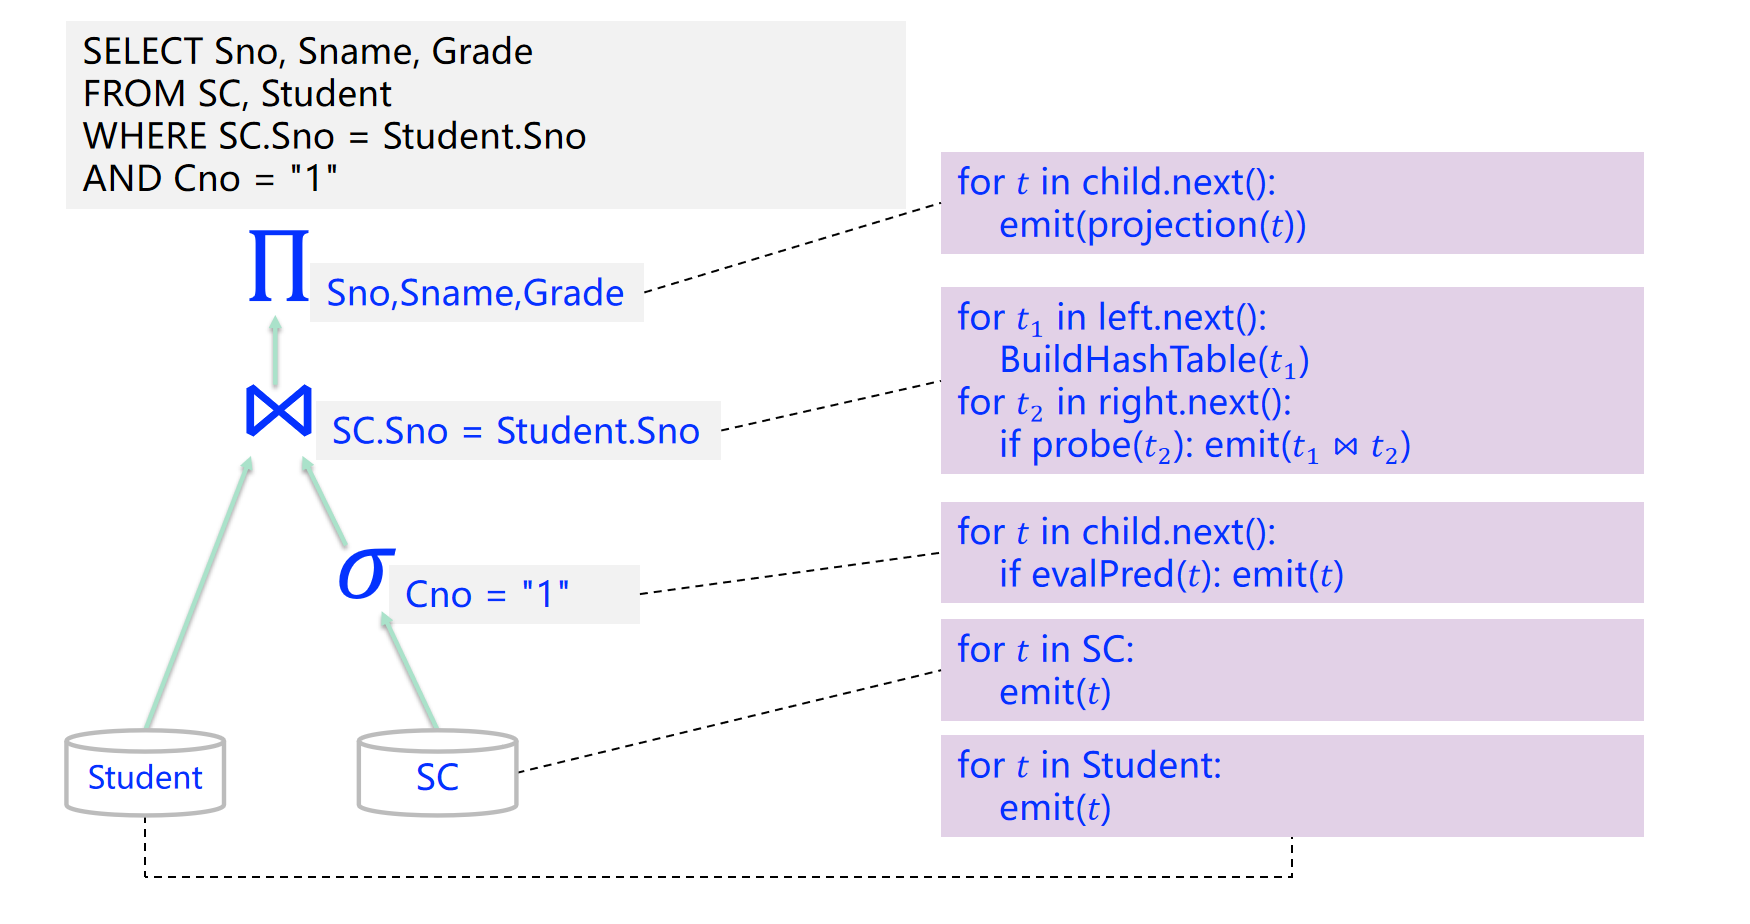 SELECT Sno, Sname, Grade
FROM SC, Student
WHERE SC.Sno = Student.Sno
AND Cno = "1"
∏
Sno,Sname,Grade
⋈
SC.Sno = Student.Sno
σ
Cno = "1"
Student
SC
for t in child.next():
emit(projection(t))
for t₁ in left.next():
BuildHashTable(t₁)
for t₂ in right.next():
if probe(t₂): emit(t₁ ⋈ t₂)
for t in child.next():
if evalPred(t): emit(t)
for t in SC:
emit(t)
for t in Student:
emit(t)